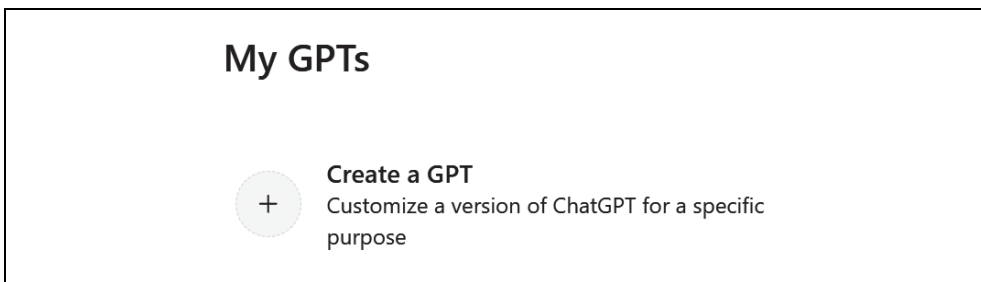 My GPTs
Create a GPT
Customize a version of ChatGPT for a specific
purpose